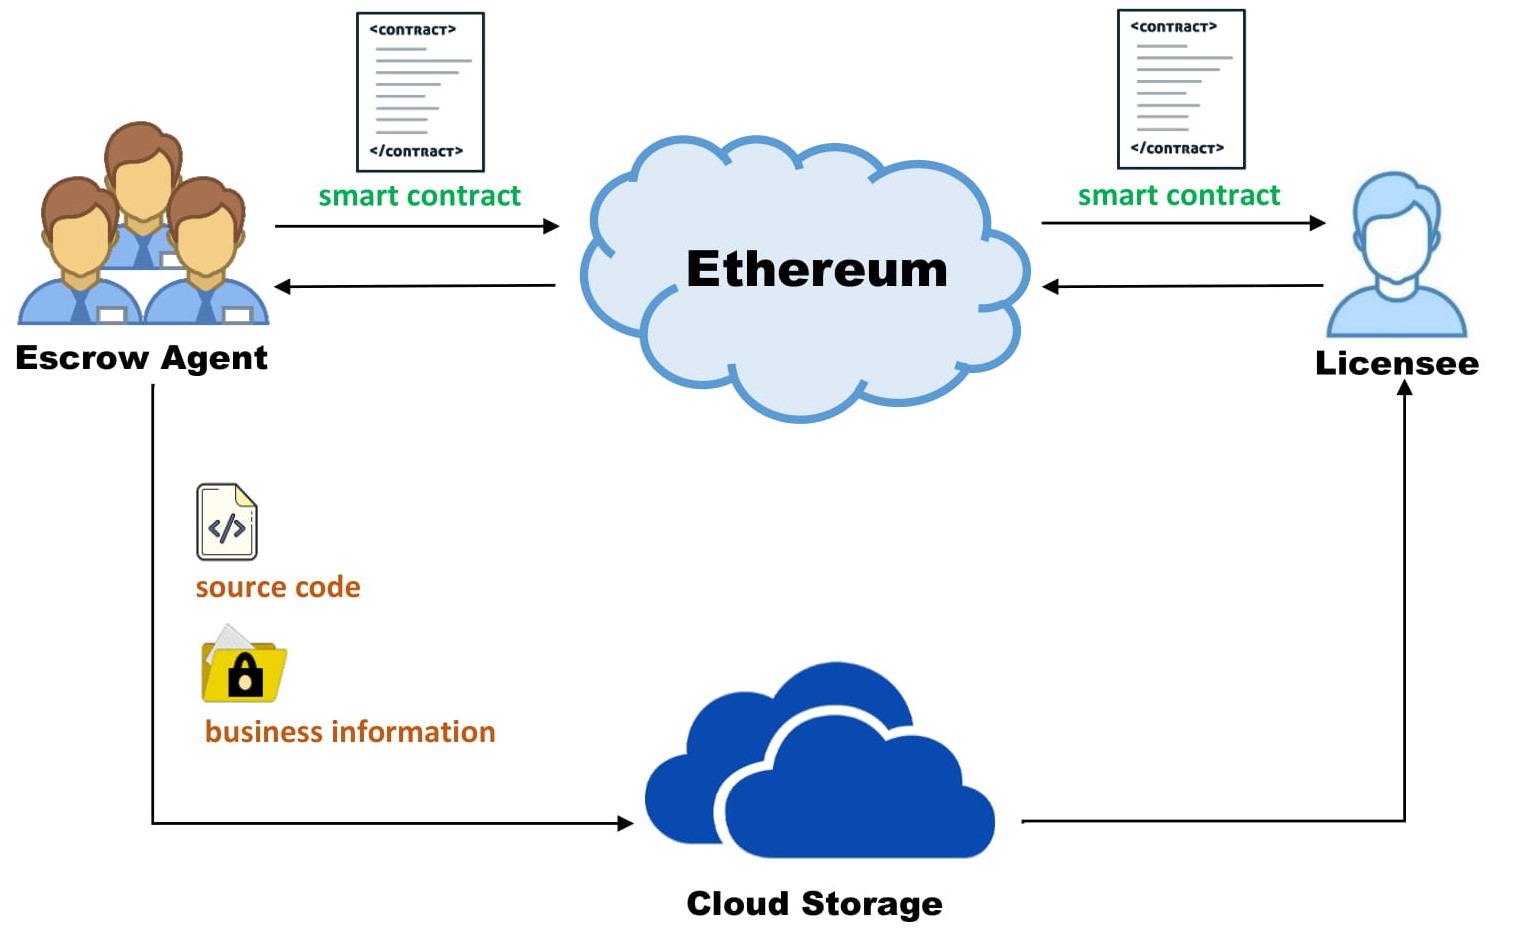 <CONTRACT>
</CONTRACT>
smart contract
<CONTRACT>
</CONTRACT>
smart contract
Ethereum
Escrow Agent
Licensee
</>
source code
business information
Cloud Storage